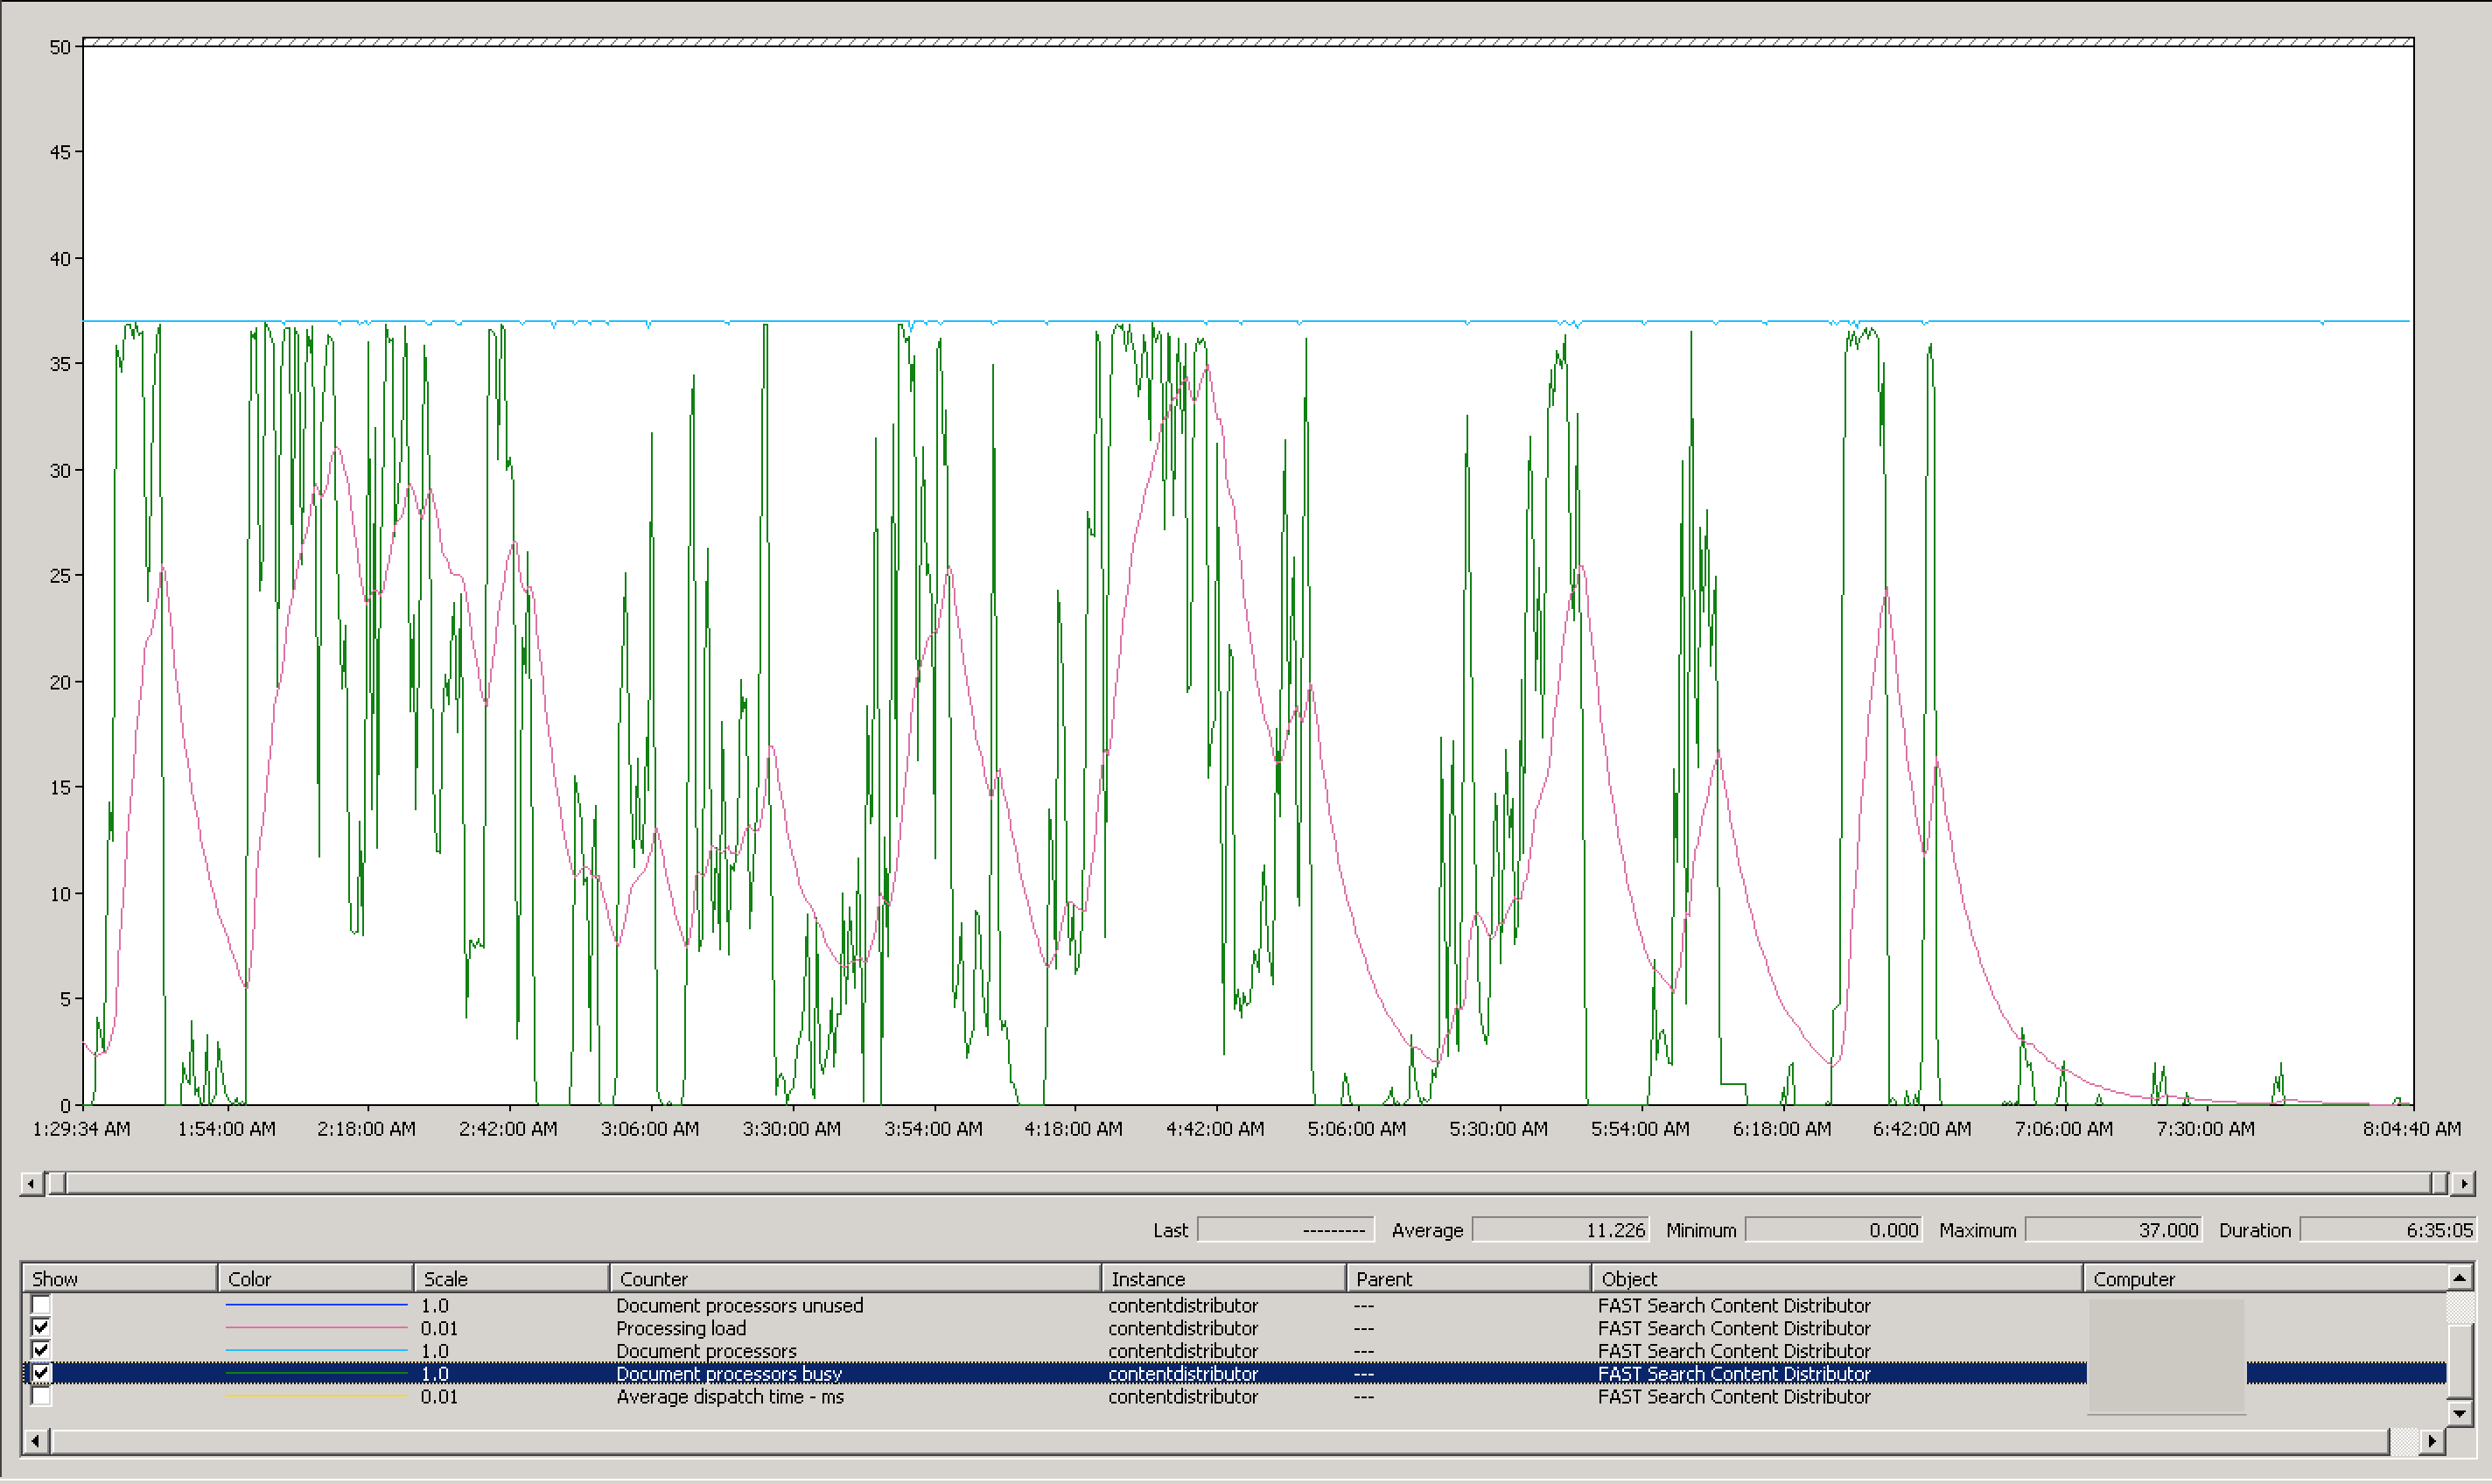 50
45
40
35
30
25
20
15
10
5
0
1:29:34 AM 1:54:00 AM 2:18:00 AM 2:42:00 AM 3:06:00 AM 3:30:00 AM 3:54:00 AM 4:18:00 AM 4:42:00 AM 5:06:00 AM 5:30:00 AM 5:54:00 AM 6:18:00 AM 6:42:00 AM 7:06:00 AM 7:30:00 AM 8:04:40 AM
Last --------- Average 11.226 Minimum 0.000 Maximum 37.000 Duration 6:35:05
Show Color Scale Counter Instance Parent Object Computer
1.0 Document processors unused contentdistributor --- FAST Search Content Distributor
0.01 Processing load contentdistributor --- FAST Search Content Distributor
1.0 Document processors contentdistributor --- FAST Search Content Distributor
1.0 Document processors busy contentdistributor --- FAST Search Content Distributor
0.01 Average dispatch time - ms contentdistributor --- FAST Search Content Distributor